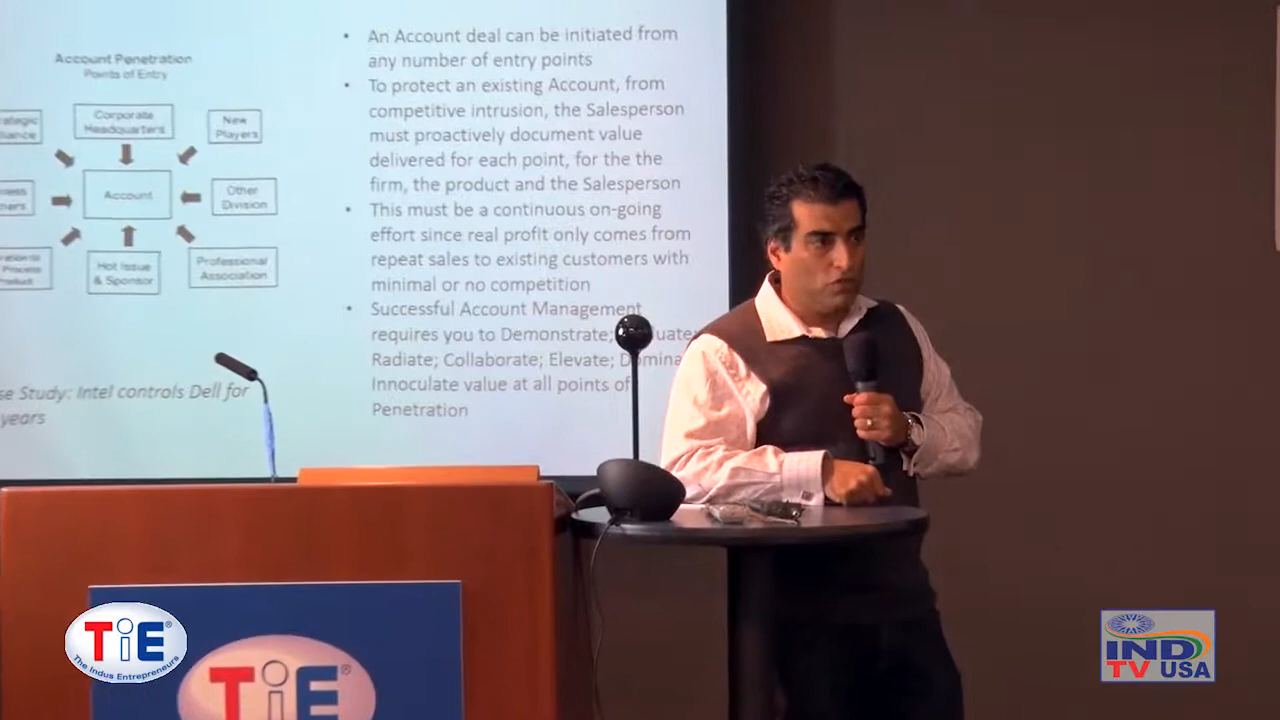 Account Penetration
Points of Entry
Corporate
Headquarters
New
Players
Account
Other
Division
Hot Issue
& Sponsor
Professional
Association
Study: Intel controls Dell for
years
• An Account deal can be initiated from
any number of entry points
• To protect an existing Account, from
competitive intrusion, the Salesperson
must proactively document value
delivered for each point, for the the
firm, the product and the Salesperson
• This must be a continuous on-going
effort since real profit only comes from
repeat sales to existing customers with
minimal or no competition
• Successful Account Management
requires you to Demonstrate;
Radiate; Collaborate; Elevate;
Innoculate value at all points of
Penetration
TiE
The Indus Entrepreneurs
TiE
IND
TV USA